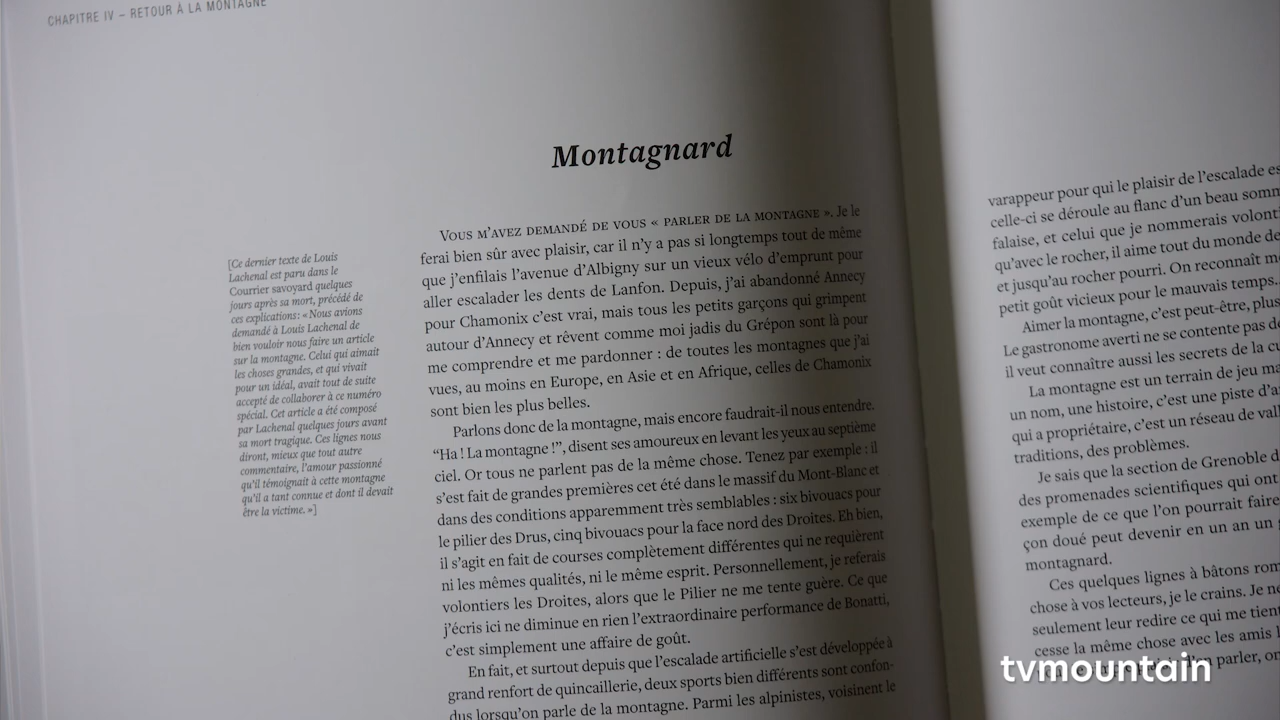 CHAPITRE IV – RETOUR À LA MONTAGNE
Montagnard
[Ce dernier texte de Louis
Lachenal est paru dans le
Courrier savoyard quelques
jours après sa mort, précédé de
ces explications : « Nous avions
demandé à Louis Lachenal de
bien vouloir nous faire un article
sur la montagne. Celui qui aimait
les choses grandes, et qui vivait
pour un idéal, avait tout de suite
accepté de collaborer à ce numéro
spécial. Cet article a été composé
par Lachenal quelques jours avant
sa mort tragique. Ces lignes nous
diront, mieux que tout autre
commentaire, l'amour passionné
qu'il témoignait à cette montagne
qu'il a tant connue et dont il devait
être la victime. »]
VOUS M'AVEZ DEMANDÉ DE VOUS « PARLER DE LA MONTAGNE ». Je le
ferai bien sûr avec plaisir, car il n'y a pas si longtemps tout de même
que j'enfilais l'avenue d'Albigny sur un vieux vélo d'emprunt pour
aller escalader les dents de Lanfon. Depuis, j'ai abandonné Annecy
pour Chamonix c'est vrai, mais tous les petits garçons qui grimpent
autour d'Annecy et rêvent comme moi jadis du Grépon sont là pour
me comprendre et me pardonner : de toutes les montagnes que j'ai
vues, au moins en Europe, en Asie et en Afrique, celles de Chamonix
sont bien les plus belles.
Parlons donc de la montagne, mais encore faudrait-il nous entendre.
“Ha ! La montagne !”, disent ses amoureux en levant les yeux au septième
ciel. Or tous ne parlent pas de la même chose. Tenez par exemple : il
s'est fait de grandes premières cet été dans le massif du Mont-Blanc et
dans des conditions apparemment très semblables : six bivouacs pour
le pilier des Drus, cinq bivouacs pour la face nord des Droites. Eh bien,
il s'agit en fait de courses complètement différentes qui ne requièrent
ni les mêmes qualités, ni le même esprit. Personnellement, je referais
volontiers les Droites, alors que le Pilier ne me tente guère. Ce que
j'écris ici ne diminue en rien l'extraordinaire performance de Bonatti,
c'est simplement une affaire de goût.
En fait, et surtout depuis que l'escalade artificielle s'est développée à
grand renfort de quincaillerie, deux sports bien différents sont confon-
dus lorsqu'on parle de la montagne. Parmi les alpinistes, voisinent le
varappeur pour qui le plaisir de l'escalade es
celle-ci se déroule au flanc d'un beau somm
falaise, et celui que je nommerais volonti
qu'avec le rocher, il aime tout du monde de
et jusqu'au rocher pourri. On reconnaît
petit goût vicieux pour le mauvais temps..
Aimer la montagne, c'est peut-être, plus
Le gastronome averti ne se contente pas de
il veut connaître aussi les secrets de la cu
La montagne est un terrain de jeu ma
un nom, une histoire, c'est une piste d'a
qui a propriétaire, c'est un réseau de val
traditions, des problèmes.
Je sais que la section de Grenoble d
des promenades scientifiques qui ont
exemple de ce que l'on pourrait faire
çon doué peut devenir en un an un
montagnard.
Ces quelques lignes à bâtons rom
chose à vos lecteurs, je le crains. Je ne
seulement leur redire ce qui me tien
cesse la même chose avec les amis
parler, on
tvmountain